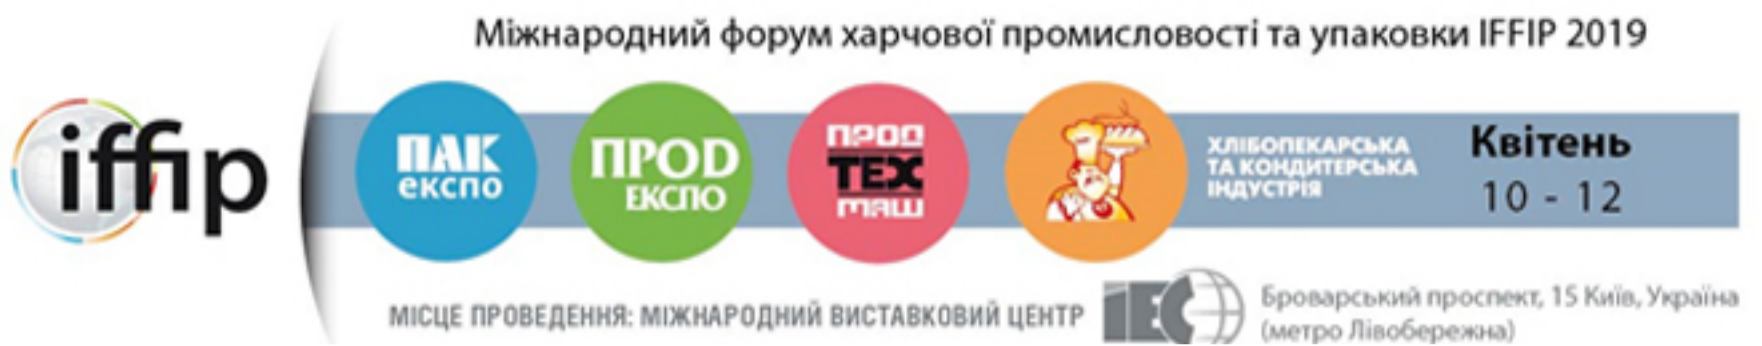 Міжнародний форум харчової промисловості та упаковки IFFIP 2019
iffip
ПАК
експо
ПРОD
ЕКСПО
ПРОД
ТЕХ
МАШ
ХЛІБОПЕКАРСЬКА
ТА КОНДИТЕРСЬКА
ІНДУСТРІЯ
Квітень
10 - 12
МІСЦЕ ПРОВЕДЕННЯ: МІЖНАРОДНИЙ ВИСТАВКОВИЙ ЦЕНТР
IEC
Броварський проспект, 15 Київ, Україна
(метро Лівобережна)